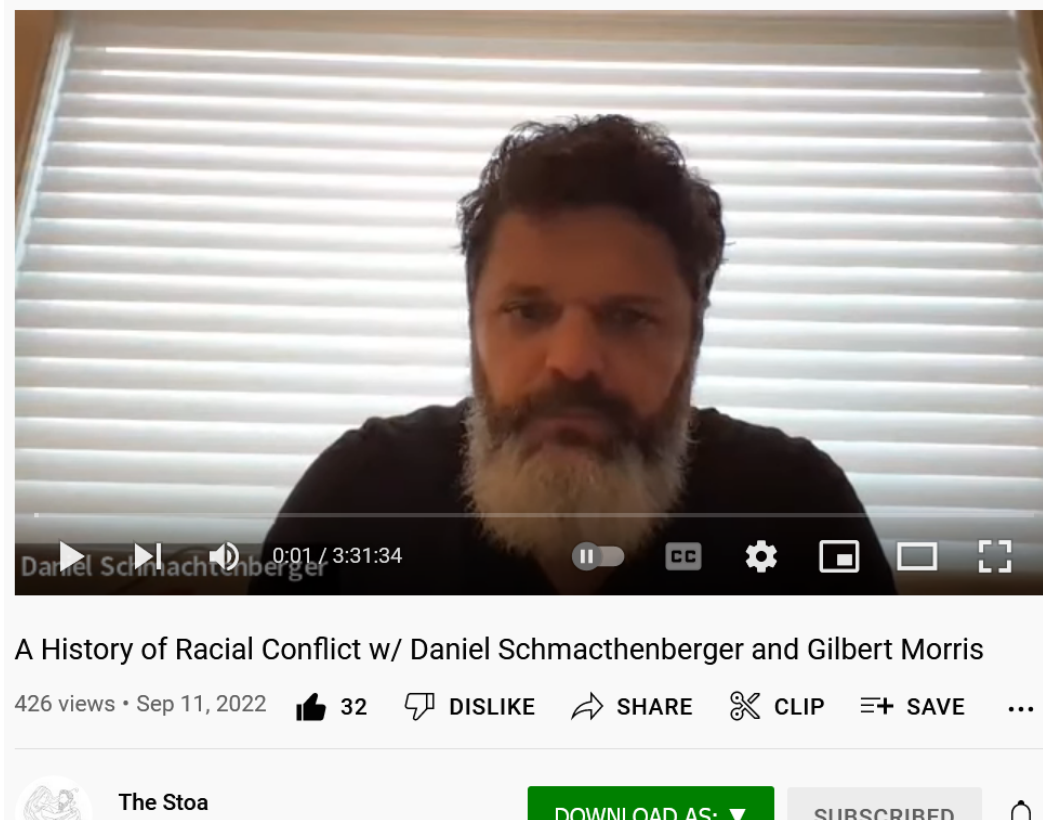 Daniel Schmachtenberger
0:01 / 3:31:34
CC
A History of Racial Conflict w/ Daniel Schmacthenberger and Gilbert Morris
426 views • Sep 11, 2022 32 DISLIKE SHARE CLIP SAVE ...
The Stoa
DOWNLOAD AS: ▼ SUBSCRIBED